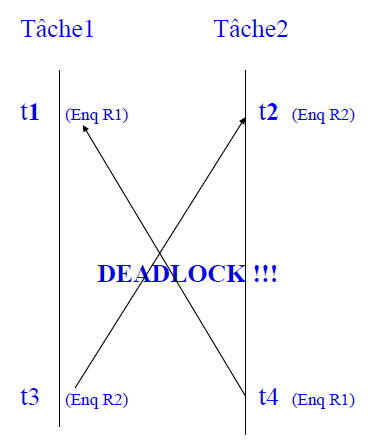 Tâche1 Tâche2
t1 (Enq R1) t2 (Enq R2)
DEADLOCK !!!
t3 (Enq R2) t4 (Enq R1)